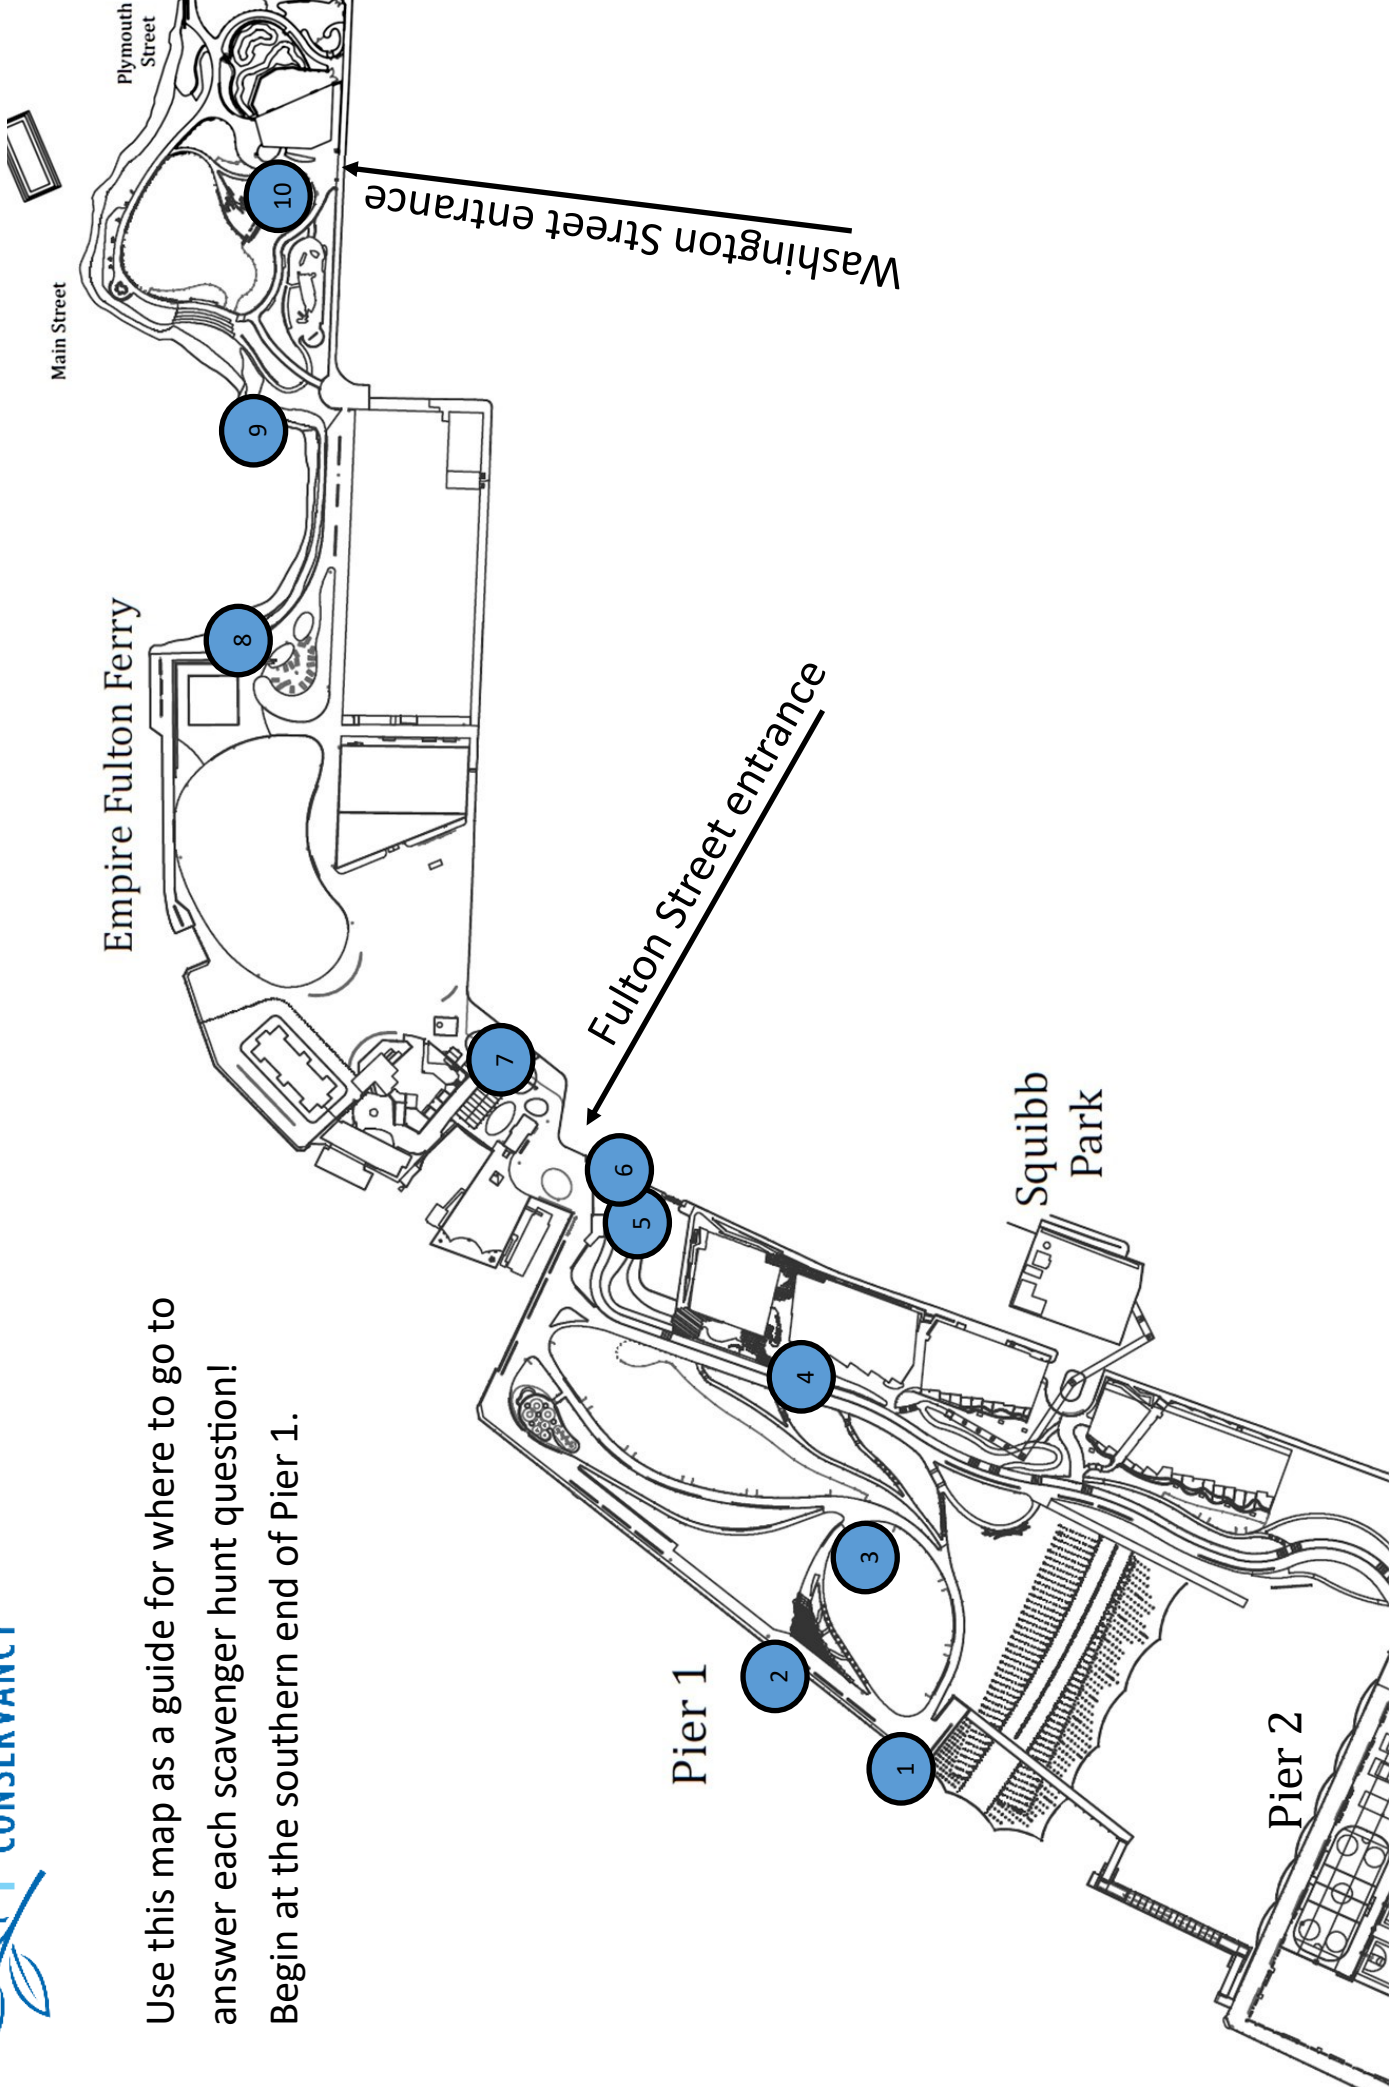 CONSERVANCY
Use this map as a guide for where to go to
answer each scavenger hunt question!
Begin at the southern end of Pier 1.
Empire Fulton Ferry
Main Street
Plymouth
Street
Pier 1
Pier 2
Squibb
Park
Fulton Street entrance
Washington Street entrance
1
2
3
4
5
6
7
8
9
10